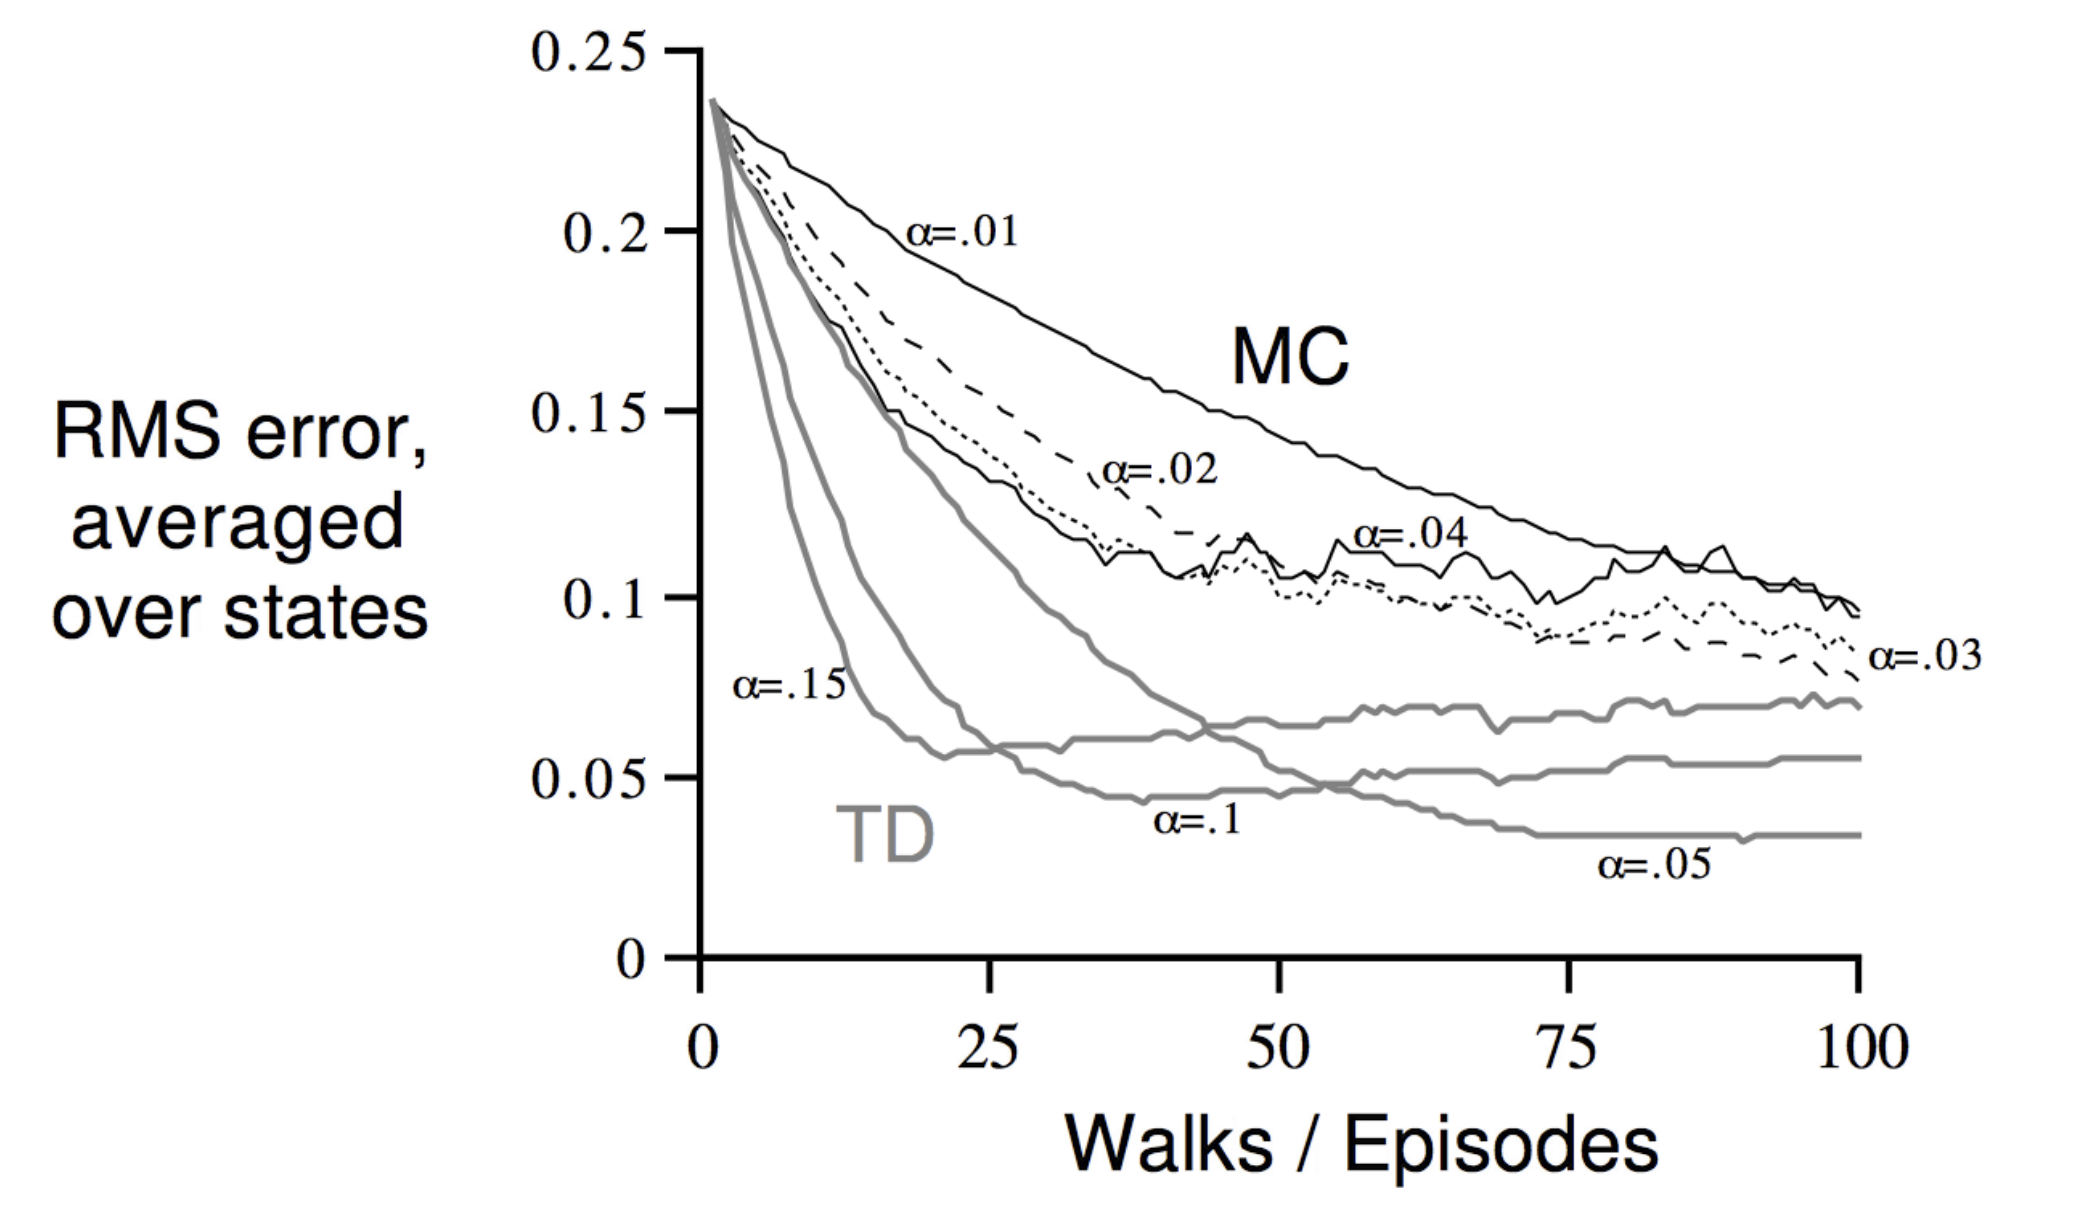 0.25
0.2
0.15
0.1
0.05
0
RMS error,
averaged
over states
α=.01
MC
α=.02
α=.04
α=.03
α=.15
TD
α=.1
α=.05
0 25 50 75 100
Walks / Episodes